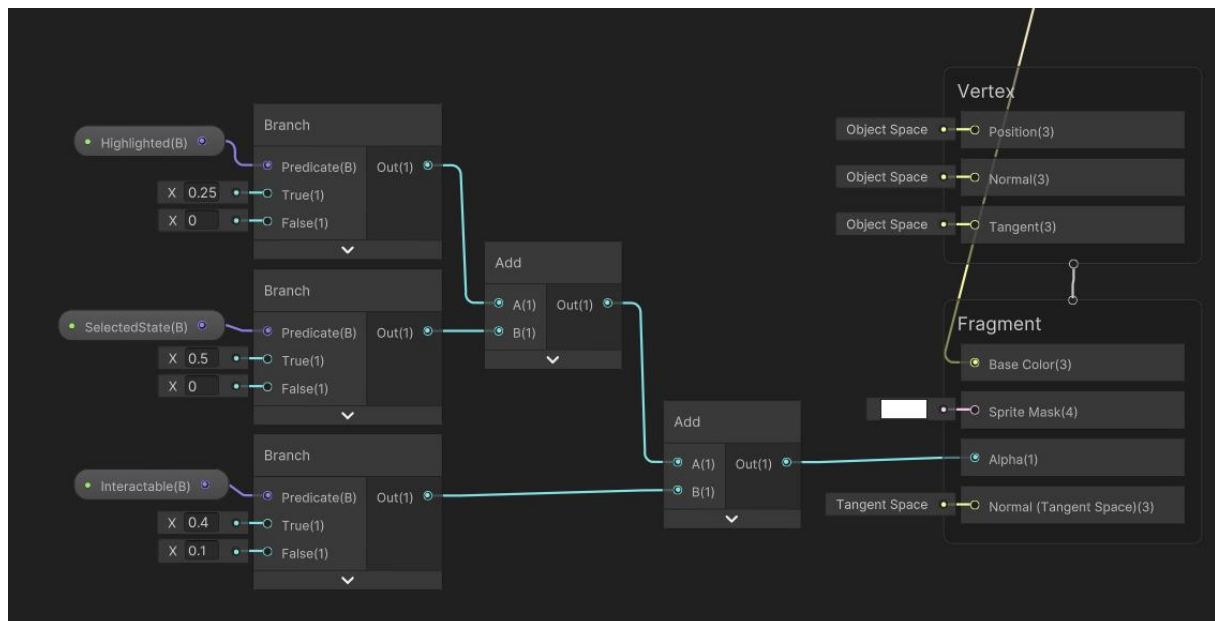 Highlighted(B)
Branch
Predicate(B) Out(1)
X 0.25 True(1)
X 0 False(1)
SelectedState(B)
Branch
Predicate(B) Out(1)
X 0.5 True(1)
X 0 False(1)
Interactable(B)
Branch
Predicate(B) Out(1)
X 0.4 True(1)
X 0.1 False(1)
Add
A(1) Out(1)
B(1)
Add
A(1) Out(1)
B(1)
Vertex
Object Space Position(3)
Object Space Normal(3)
Object Space Tangent(3)
Fragment
Base Color(3)
Sprite Mask(4)
Alpha(1)
Tangent Space Normal (Tangent Space)(3)